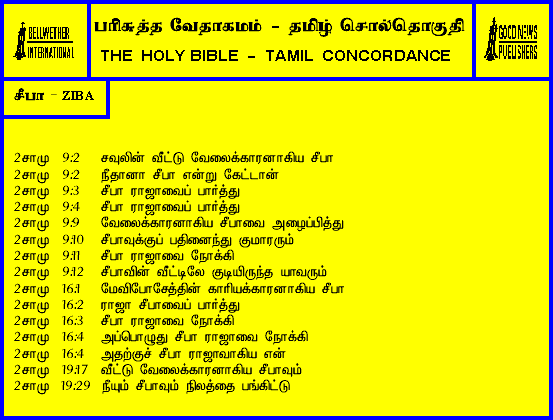 BELLWETHER
INTERNATIONAL
பரிசுத்த வேதாகமம் - தமிழ் சொல்தொகுதி
THE HOLY BIBLE - TAMIL CONCORDANCE
GOOD NEWS
PUBLISHERS
சீபா - ZIBA
2சாமு 9:2 சவுலின் வீட்டு வேலைக்காரனாகிய சீபா
2சாமு 9:2 நீதானா சீபா என்று கேட்டான்
2சாமு 9:3 சீபா ராஜாவைப் பார்த்து
2சாமு 9:4 சீபா ராஜாவைப் பார்த்து
2சாமு 9:9 வேலைக்காரனாகிய சீபாவை அழைப்பித்து
2சாமு 9:10 சீபாவுக்குப் பதினைந்து குமாரரும்
2சாமு 9:11 சீபா ராஜாவை நோக்கி
2சாமு 9:12 சீபாவின் வீட்டிலே குடியிருந்த யாவரும்
2சாமு 16:1 மேவிபோசேத்தின் காரியக்காரனாகிய சீபா
2சாமு 16:2 ராஜா சீபாவைப் பார்த்து
2சாமு 16:3 சீபா ராஜாவை நோக்கி
2சாமு 16:4 அப்பொழுது சீபா ராஜாவை நோக்கி
2சாமு 16:4 அதற்குச் சீபா ராஜாவாகிய என்
2சாமு 19:17 வீட்டு வேலைக்காரனாகிய சீபாவும்
2சாமு 19:29 நீயும் சீபாவும் நிலத்தை பங்கிட்டு